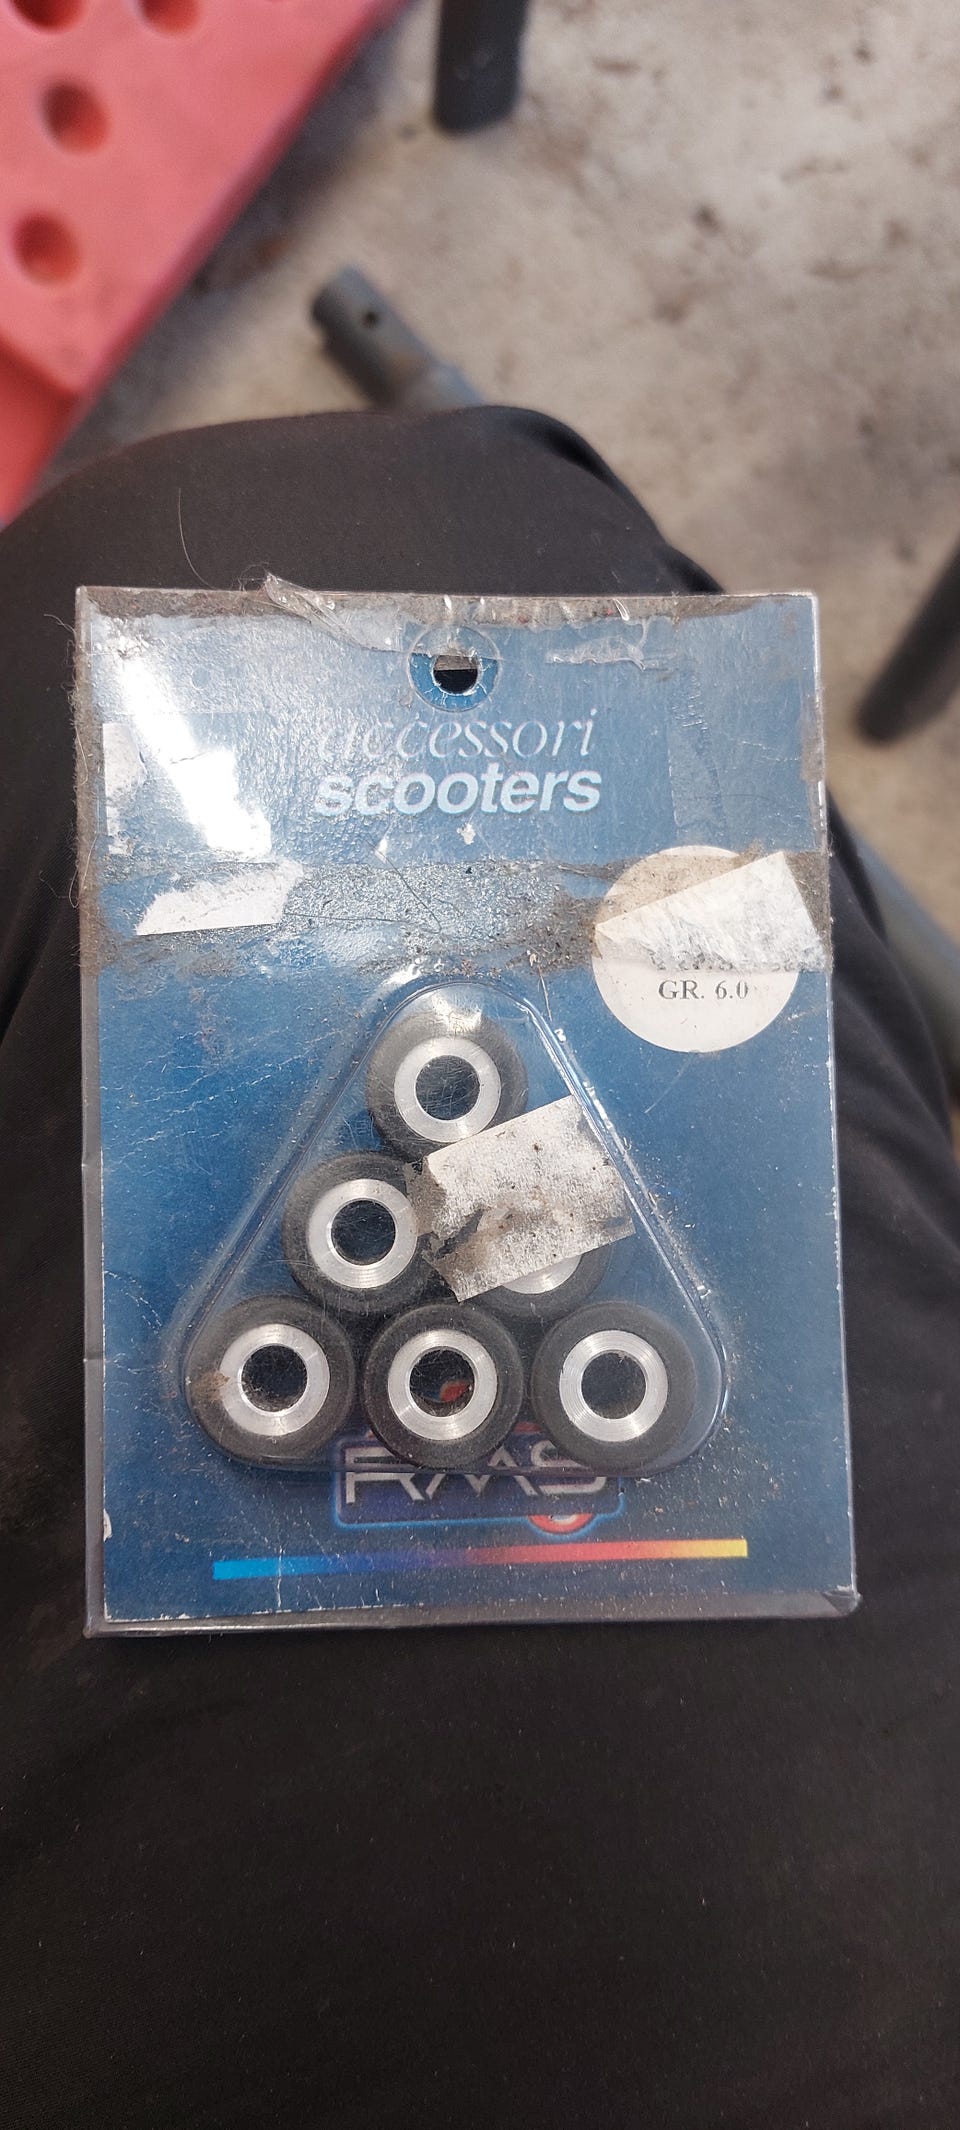 accessori
scooters
GR. 6.0
RMS